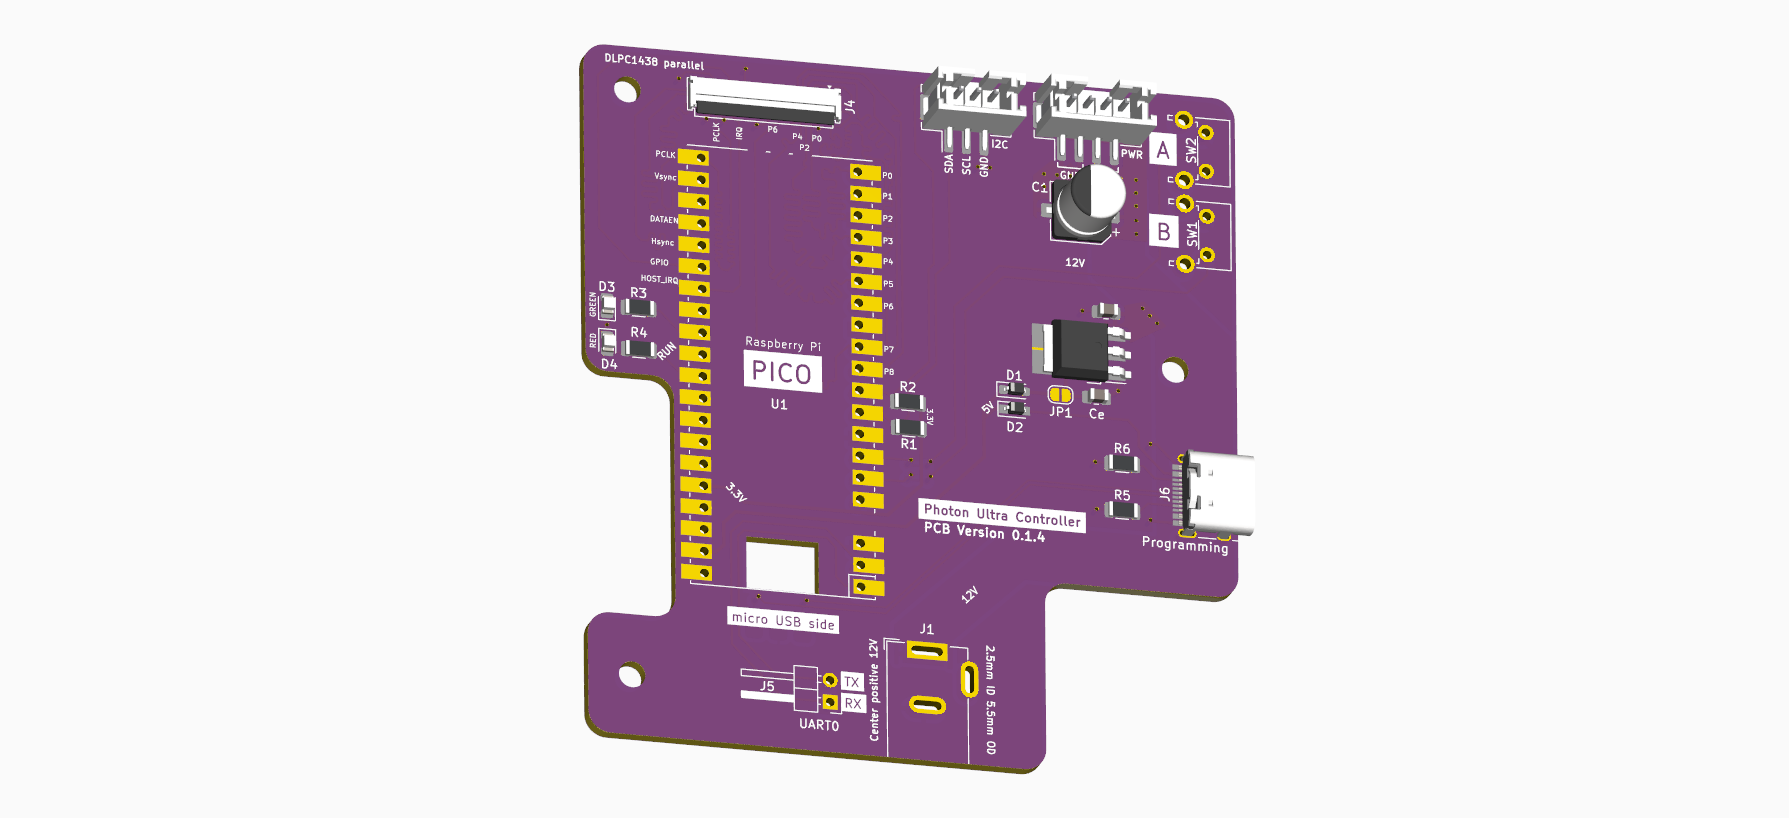 DLPC1438 parallel
J4
PCLK
IRQ
P6
P4
P0
P2
SDA
SCL
GND
I2C
PWR
A
SW2
B
SW1
C1
+
12V
PCLK
Vsync
DATAEN
Hsync
GPIO
HOST_IRQ
RUN
3.3V
P0
P1
P2
P3
P4
P5
P6
P7
P8
D3
GREEN
R3
RED
R4
D4
Raspberry Pi
PICO
U1
R2
3.3V
R1
D1
5V
D2
JP1
Ce
R6
R5
J6
Programming
Photon Ultra Controller
PCB Version 0.1.4
12V
micro USB side
J1
Center positive 12V
2.5mm ID 5.5mm OD
J5
TX
RX
UART0